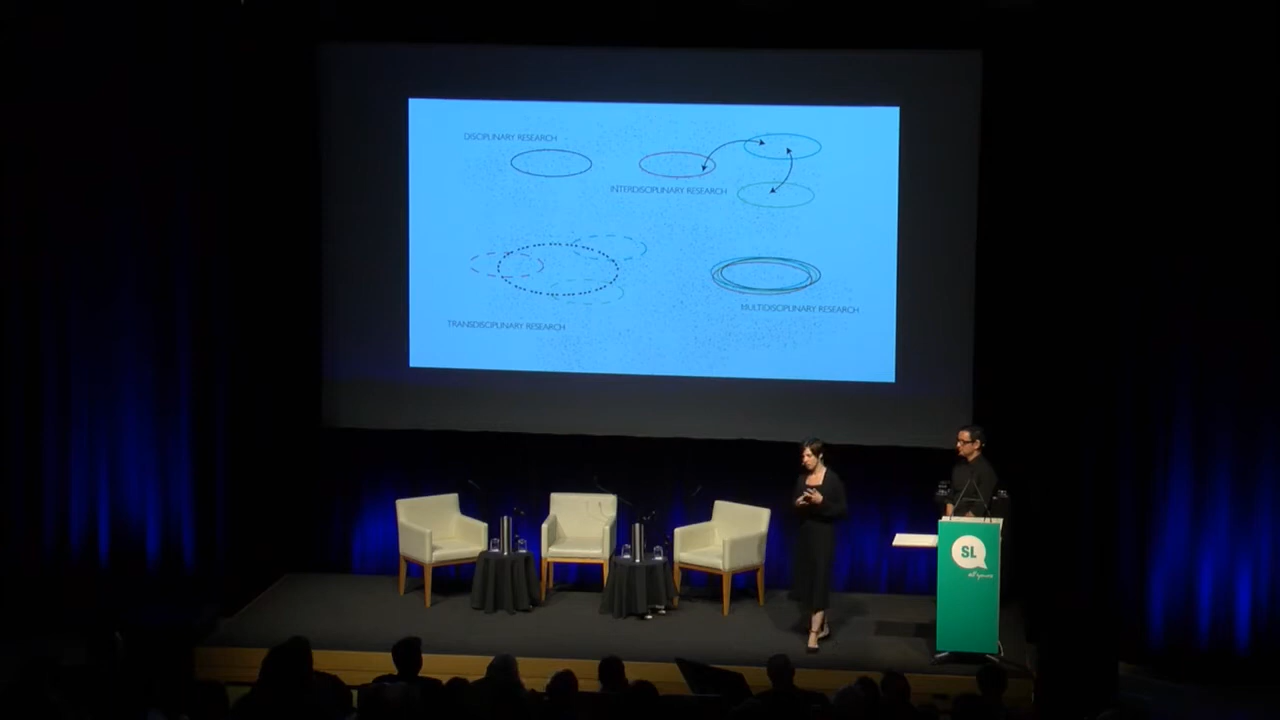 DISCIPLINARY RESEARCH
INTERDISCIPLINARY RESEARCH
TRANSDISCIPLINARY RESEARCH
MULTIDISCIPLINARY RESEARCH
SL